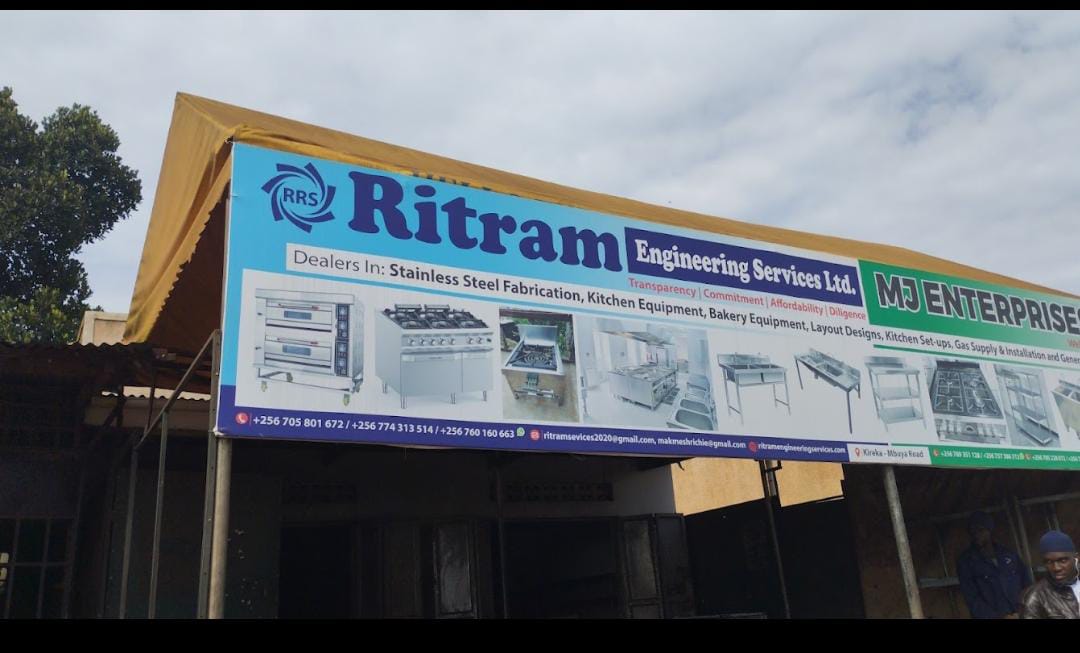 RRS
Ritram
Engineering Services Ltd.
Transparency | Commitment | Affordability | Diligence
Dealers In: Stainless Steel Fabrication, Kitchen Equipment, Bakery Equipment, Layout Designs, Kitchen Set-ups, Gas Supply & Installation and Gener
+256 705 801 672 / +256 774 313 514 / +256 760 160 663
ritramsevices2020@gmail.com, makmeshrichie@gmail.com
ritramengineeringservices.com
Kireka - Mbuya Road
MJ ENTERPRISE